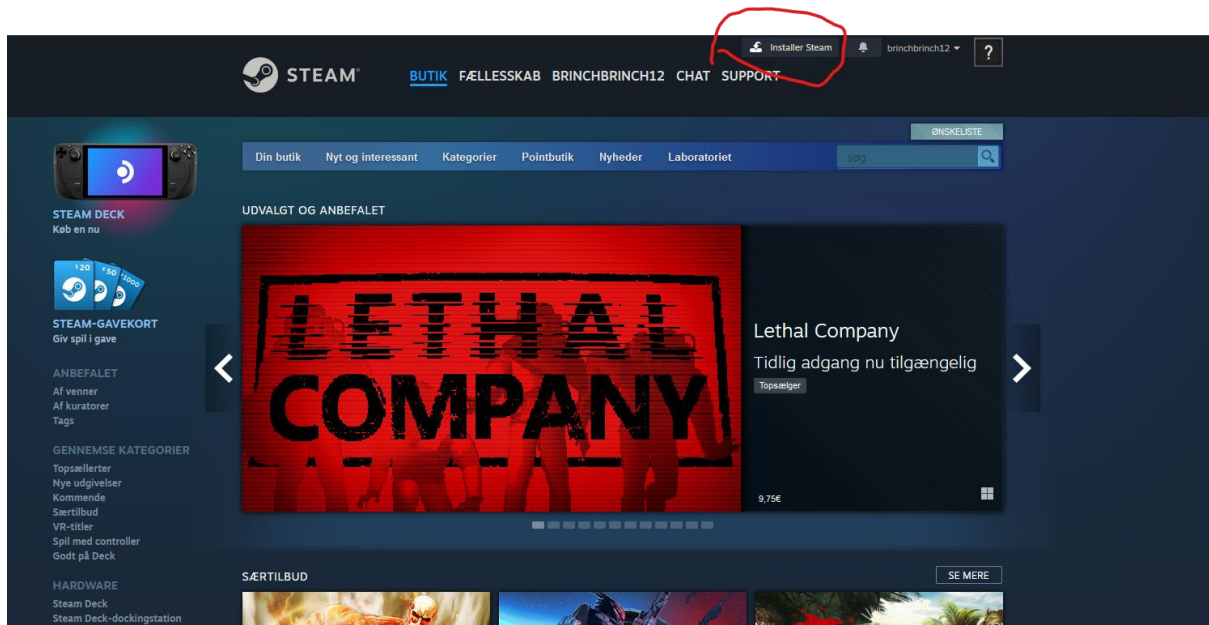 Installer Steam
brinchbrinch12
?
STEAM®
BUTIK FÆLLESSKAB BRINCHBRINCH12 CHAT SUPPORT
ØNSKELISTE
Din butik Nyt og interessant Kategorier Pointbutik Nyheder Laboratoriet søg
STEAM DECK
Køb en nu
$20 $50 $1000
STEAM-GAVEKORT
Giv spil i gave
ANBEFALET
Af venner
Af kuratorer
Tags
GENNEMSE KATEGORIER
Topsællerter
Nye udgivelser
Kommende
Særtilbud
VR-titler
Spil med controller
Godt på Deck
HARDWARE
Steam Deck
Steam Deck-dockingstation
UDVALGT OG ANBEFALET
LETHAL
COMPANY
Lethal Company
Tidlig adgang nu tilgængelig
Topsælger
9,75€
SÆRTILBUD
SE MERE